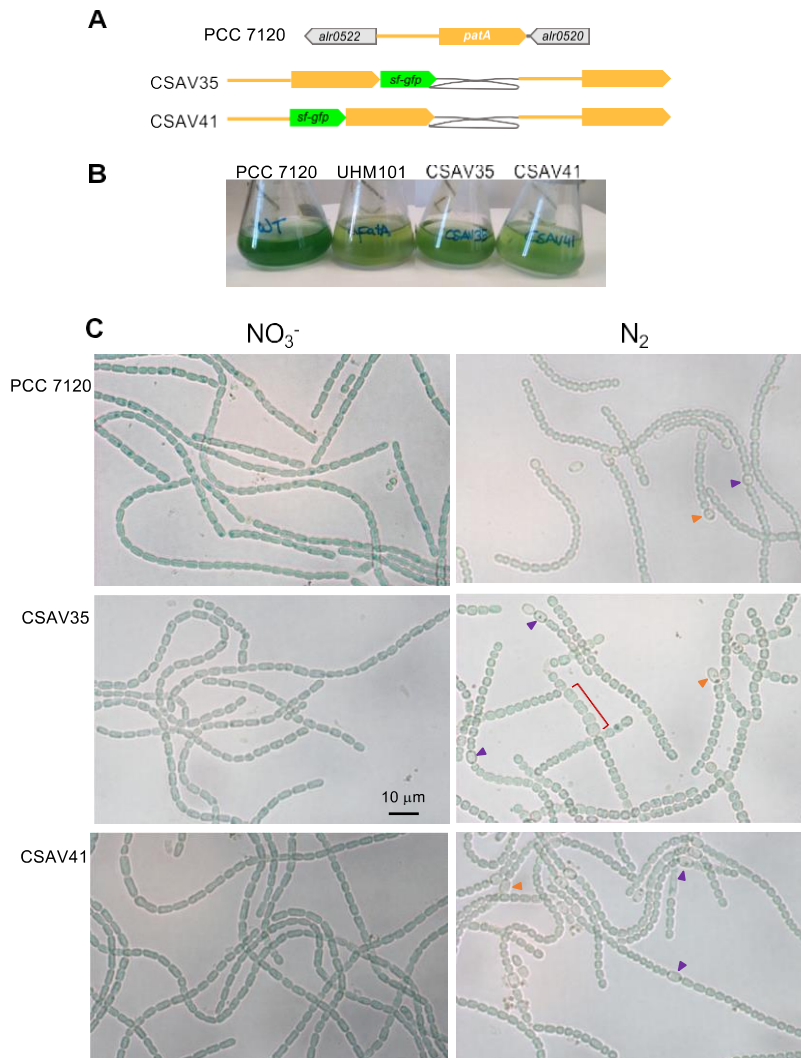 A
PCC 7120
alr0522
patA
alr0520
CSAV35
sf-gfp
CSAV41
sf-gfp
B
PCC 7120 UHM101 CSAV35 CSAV41
WT PatA CSAV35 CSAV41
C
NO₃⁻ N₂
PCC 7120
CSAV35
10 μm
CSAV41